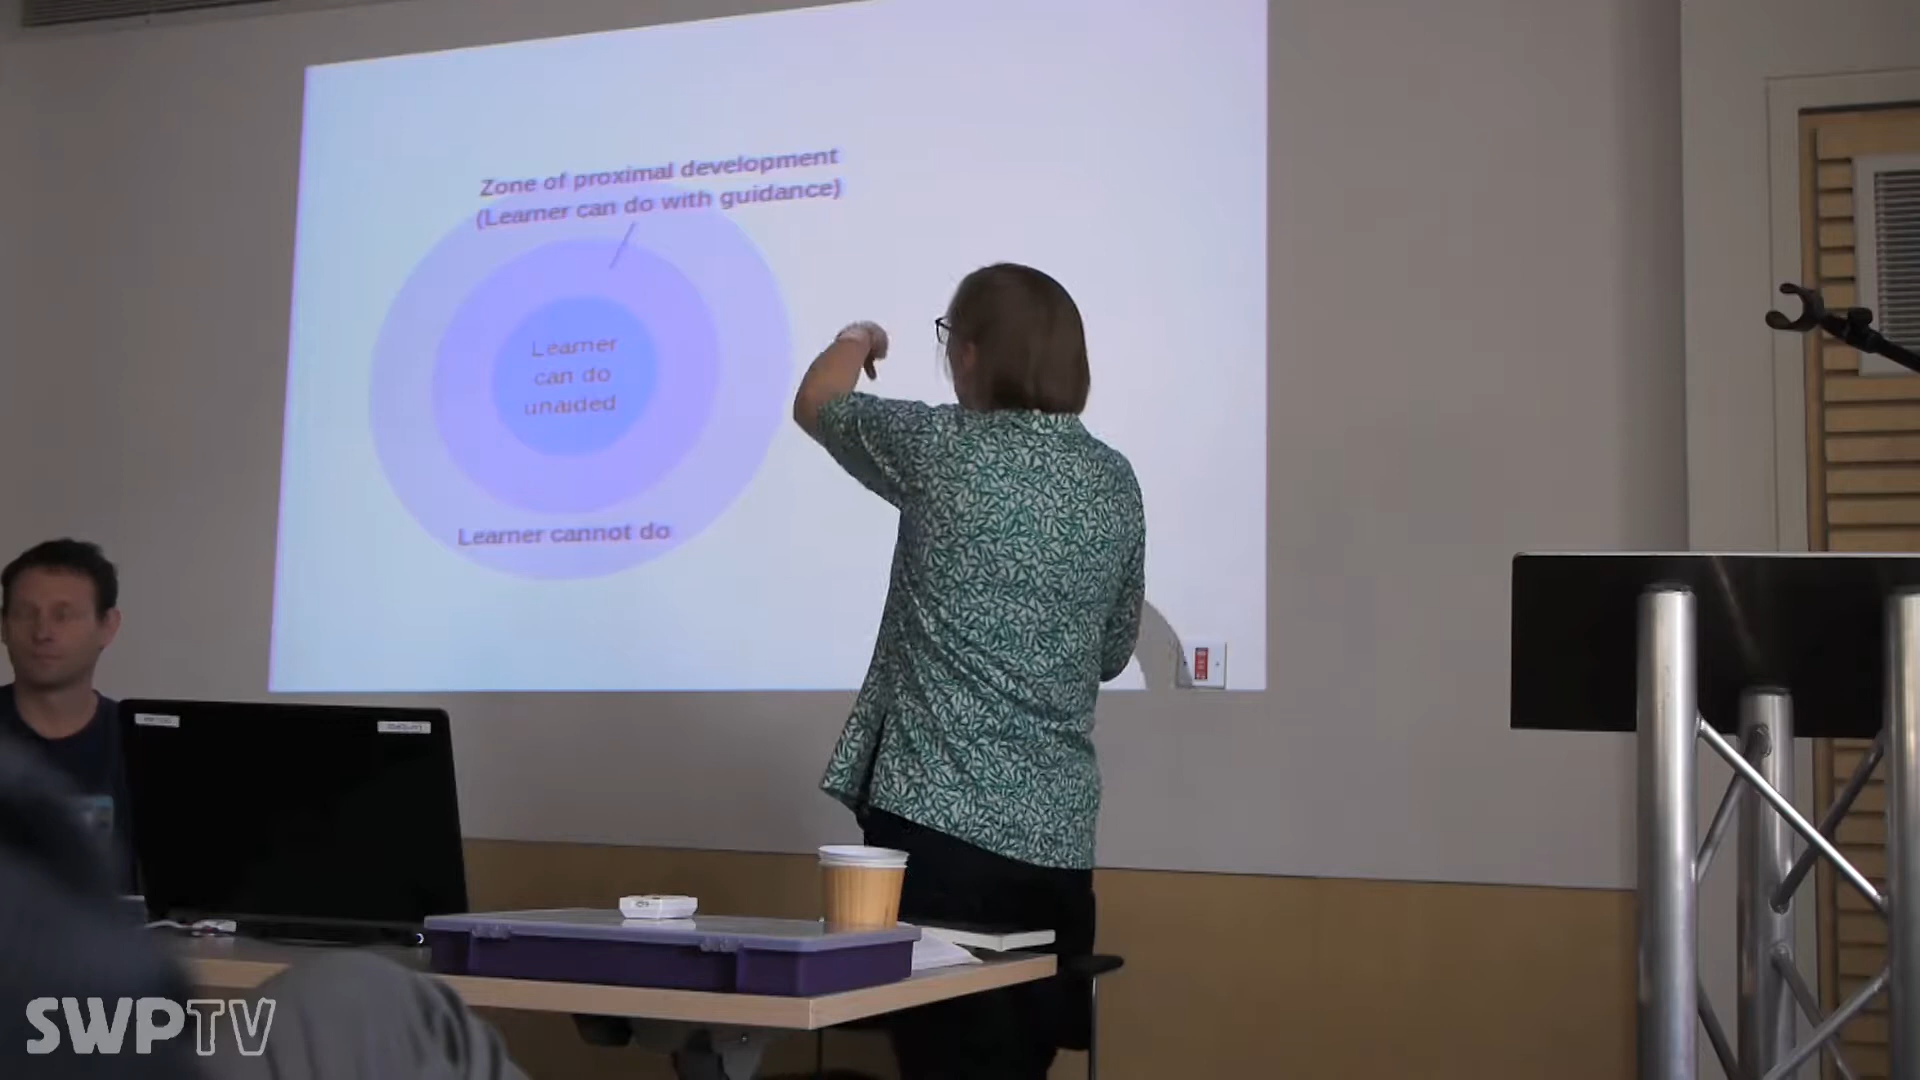 Zone of proximal development
(Learner can do with guidance)
Learner
can do
unaided
Learner cannot do
SWPTV